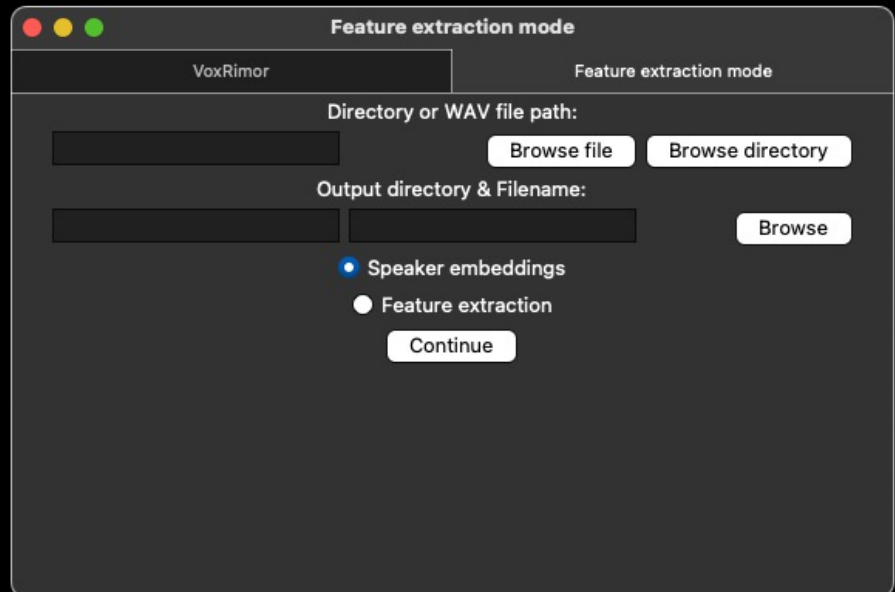 Feature extraction mode
VoxRimor
Feature extraction mode
Directory or WAV file path:
Browse file
Browse directory
Output directory & Filename:
Browse
Speaker embeddings
Feature extraction
Continue